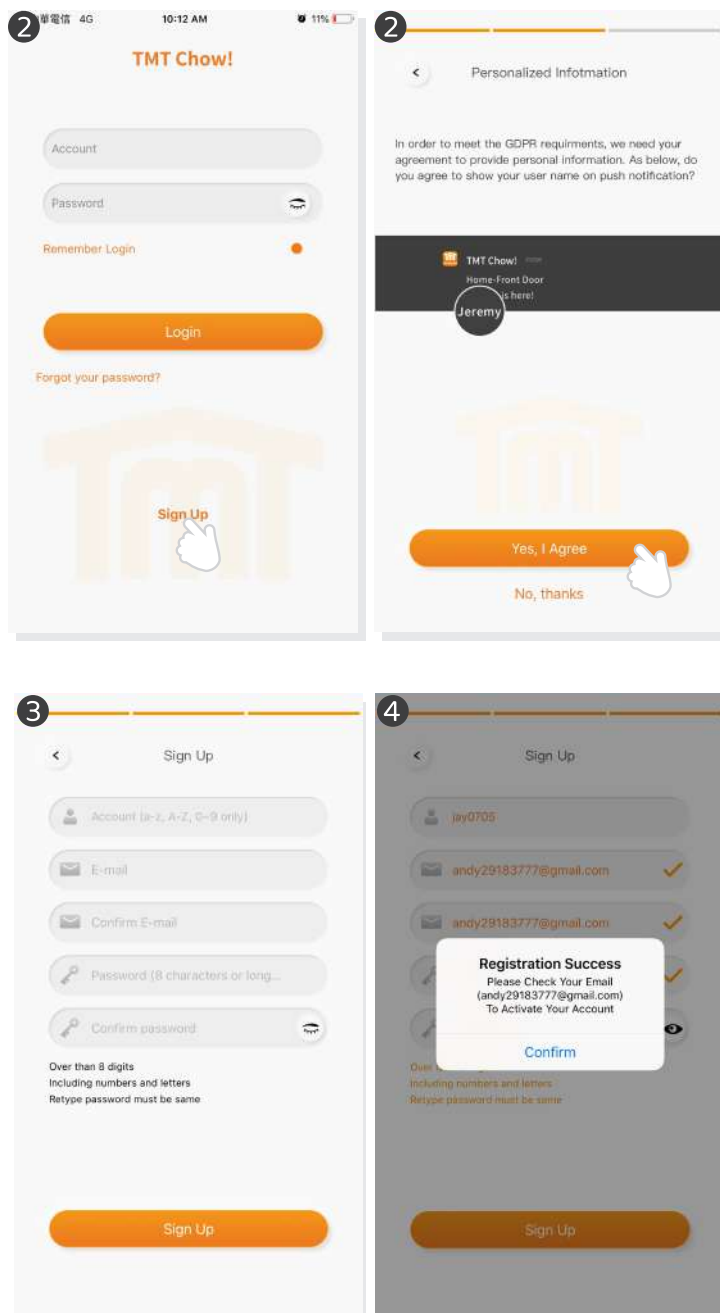 2
華電信 4G 10:12 AM 11%
TMT Chow!
Account
Password
Remember Login
Login
Forgot your password?
Sign Up
2
Personalized Infotmation
In order to meet the GDPR requirments, we need your
agreement to provide personal information. As below, do
you agree to show your user name on push notification?
TMT Chow! now
Home-Front Door
Jeremy is here!
Yes, I Agree
No, thanks
3
Sign Up
Account (a-z, A-Z, 0-9 only)
E-mail
Confirm E-mail
Password (8 characters or long...
Confirm password
Over than 8 digits
Including numbers and letters
Retype password must be same
Sign Up
4
Sign Up
jay0705
andy29183777@gmail.com
andy29183777@gmail.com
Registration Success
Please Check Your Email
(andy29183777@gmail.com)
To Activate Your Account
Confirm
Over
Including numbers and letters
Retype password must be same
Sign Up